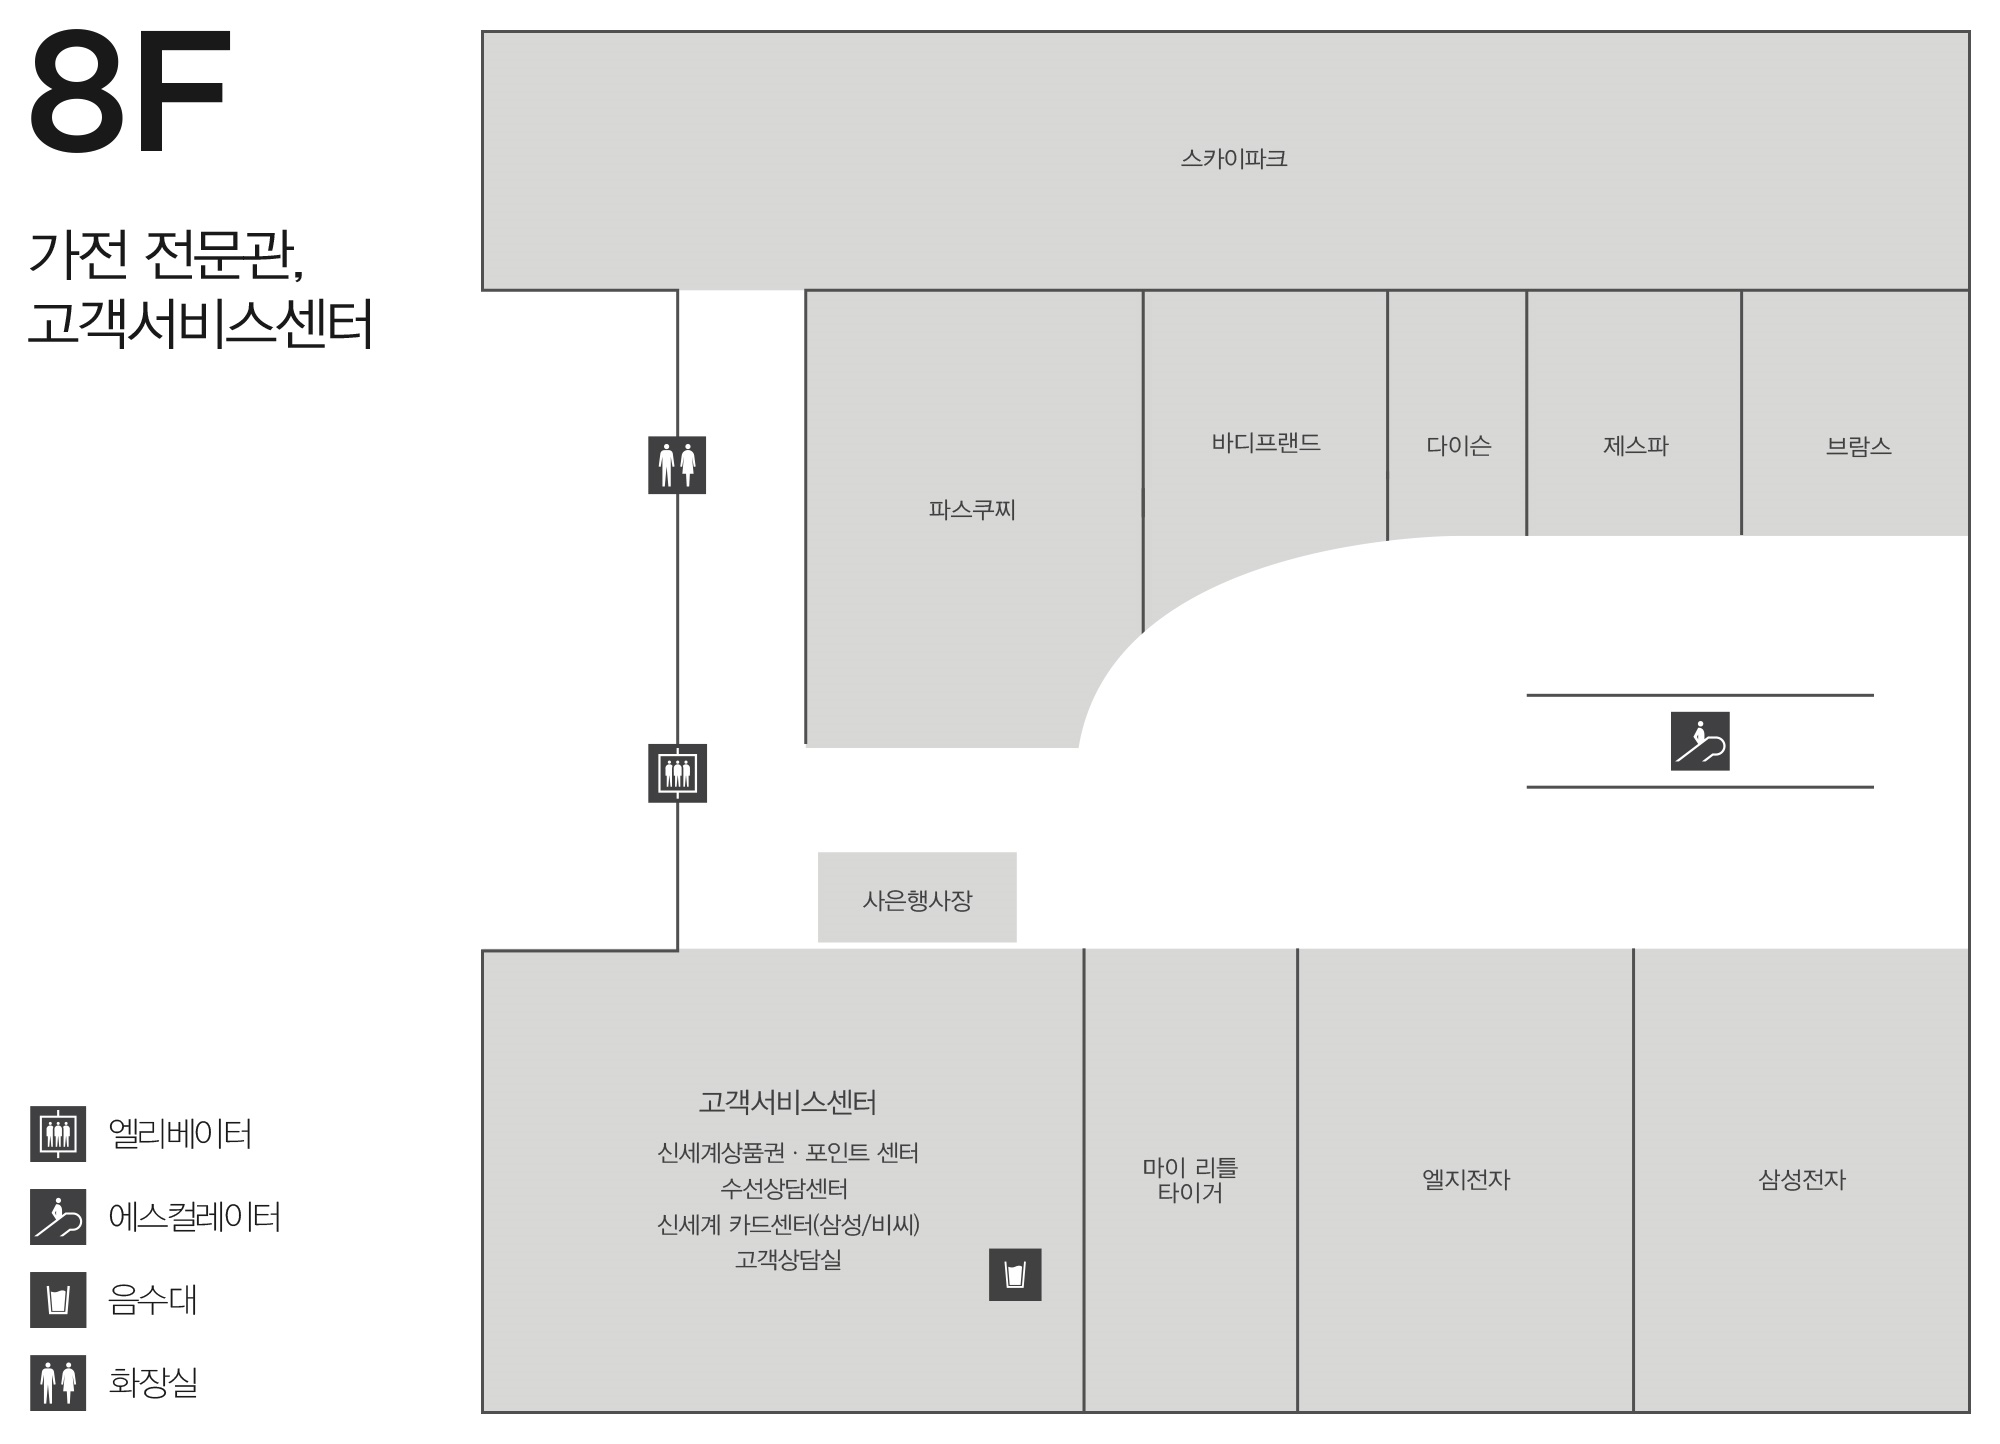 8F
가전 전문관,
고객서비스센터
스카이파크
파스쿠찌
바디프랜드
다이슨
제스파
브람스
사은행사장
고객서비스센터
신세계상품권 · 포인트 센터
수선상담센터
신세계 카드센터(삼성/비씨)
고객상담실
마이 리틀
타이거
엘지전자
삼성전자
엘리베이터
에스컬레이터
음수대
화장실